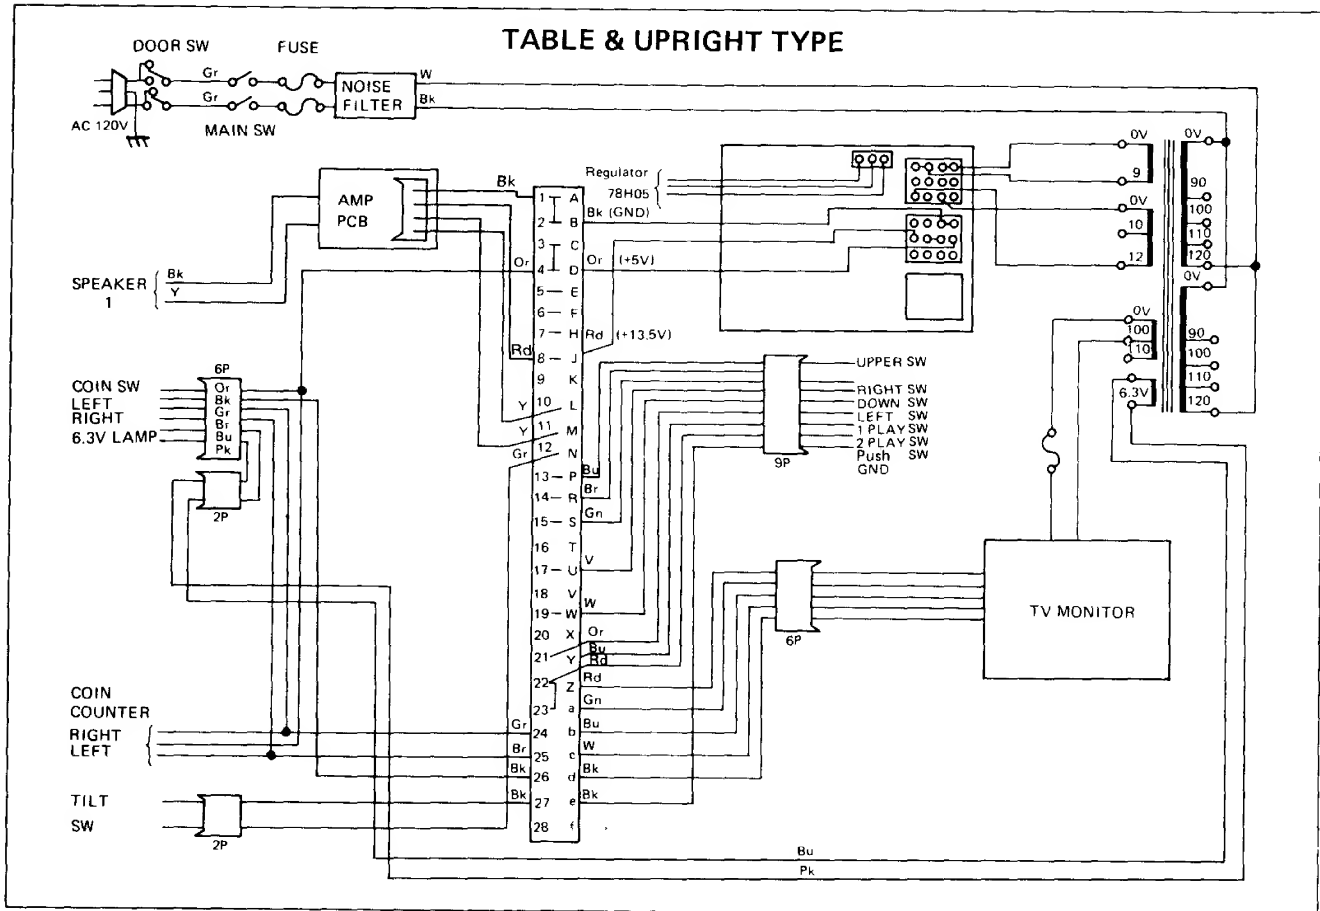 TABLE & UPRIGHT TYPE
DOOR SW
FUSE
Gr
Gr
NOISE
FILTER
W
Bk
AC 120V
MAIN SW
AMP
PCB
Bk
Regulator
78H05
Bk (GND)
Or (+5V)
Rd (+13.5V)
SPEAKER
1
Bk
Y
Or
Rd
Y
Y
Gr
1 A
2 B
3 C
4 D
5 E
6 F
7 H
8 J
9 K
10 L
11 M
12 N
13 P
14 R
15 S
16 T
17 U
18 V
19 W
20 X
21 Y
22 Z
23 a
24 b
25 c
26 d
27 e
28 f
0V
9
0V
10
12
0V
100
10
6.3V
0V
90
100
110
120
0V
90
100
110
120
6P
COIN SW
LEFT
RIGHT
6.3V LAMP
Or
Bk
Gr
Br
Bu
Pk
2P
UPPER SW
RIGHT SW
DOWN SW
LEFT SW
1 PLAY SW
2 PLAY SW
Push SW
GND
9P
Bu
Br
Gn
V
W
Or
Bu
Rd
Rd
Gn
Bu
W
Bk
Bk
6P
TV MONITOR
COIN
COUNTER
RIGHT
LEFT
Gr
Br
Bk
Bk
TILT
SW
2P
Bu
Pk